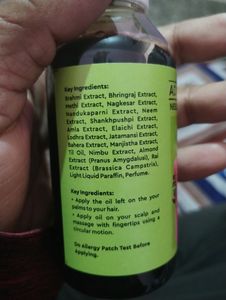 Key Ingredients:
Brahmi Extract, Bhringraj Extract,
Methi Extract, Nagkesar Extract,
Mandukaparni Extract, Neem
Extract, Shankhpushpi Extract,
Amla Extract, Elaichi Extract,
Lodhra Extract, Jatamansi Extract,
Bahera Extract, Manjistha Extract,
Til Oil, Nimbu Extract, Almond
Extract (Pranus Amygdalus), Rai
Extract (Brassica Campatrix),
Light Liquid Paraffin, Perfume.
Key Ingredients:
• Apply the oil left on the your
palms to your hair.
• Apply oil on your scalp and
massage with fingertips using a
circular motion.
Do Allergy Patch Test Before
Applying.